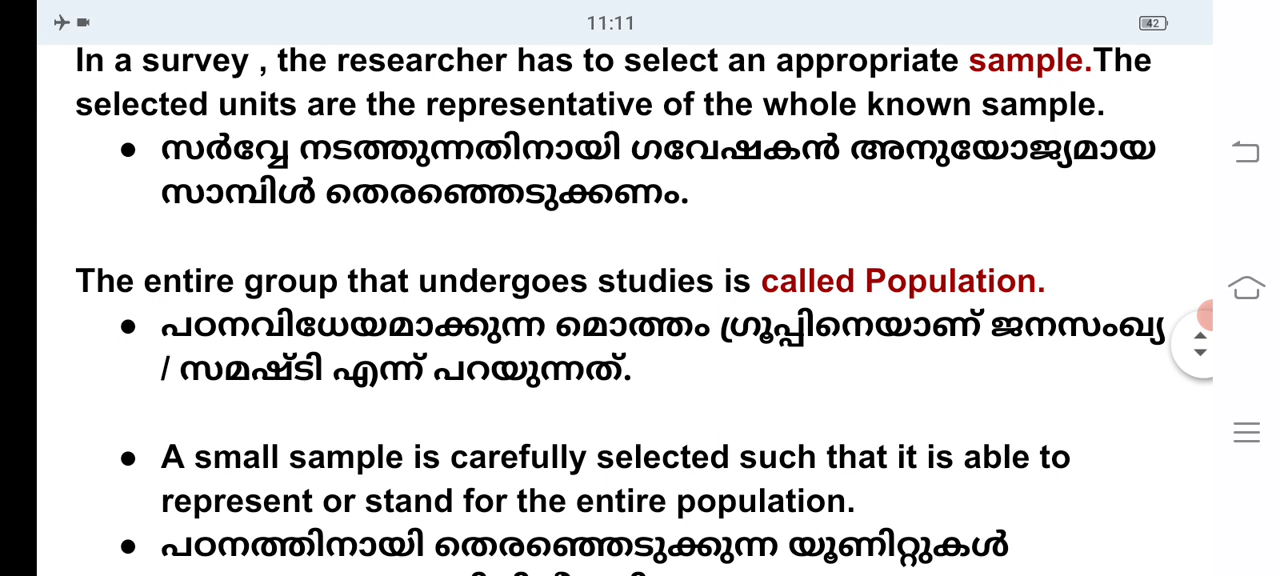 11:11
42
In a survey , the researcher has to select an appropriate sample.The
selected units are the representative of the whole known sample.
● സർവ്വേ നടത്തുന്നതിനായി ഗവേഷകൻ അനുയോജ്യമായ
സാമ്പിൾ തെരഞ്ഞെടുക്കണം.
The entire group that undergoes studies is called Population.
● പഠനവിധേയമാക്കുന്ന മൊത്തം ഗ്രൂപ്പിനെയാണ് ജനസംഖ്യ
/ സമഷ്ടി എന്ന് പറയുന്നത്.
● A small sample is carefully selected such that it is able to
represent or stand for the entire population.
● പഠനത്തിനായി തെരഞ്ഞെടുക്കുന്ന യൂണിറ്റുകൾ